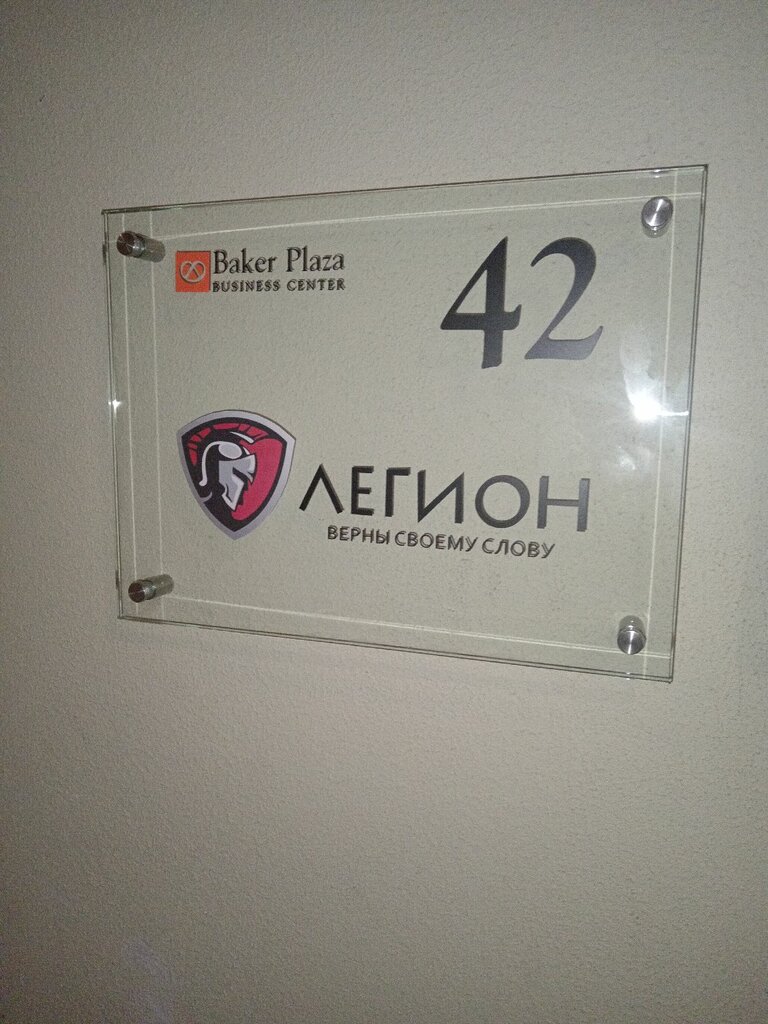 Baker Plaza
BUSINESS CENTER
42
ЛЕГИОН
ВЕРНЫ СВОЕМУ СЛОВУ